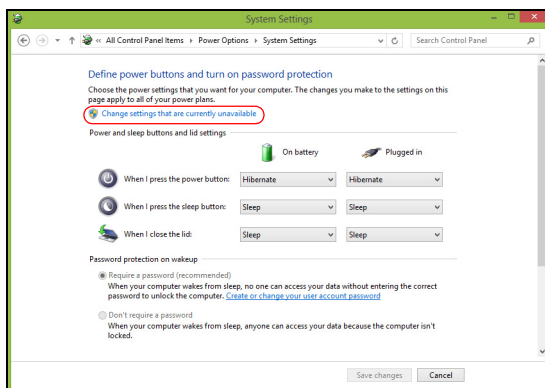 System Settings
« All Control Panel Items ▸ Power Options ▸ System Settings
Search Control Panel
Define power buttons and turn on password protection
Choose the power settings that you want for your computer. The changes you make to the settings on this
page apply to all of your power plans.
Change settings that are currently unavailable
Power and sleep buttons and lid settings
On battery Plugged in
When I press the power button: Hibernate Hibernate
When I press the sleep button: Sleep Sleep
When I close the lid: Sleep Sleep
Password protection on wakeup
Require a password (recommended)
When your computer wakes from sleep, no one can access your data without entering the correct
password to unlock the computer. Create or change your user account password
Don't require a password
When your computer wakes from sleep, anyone can access your data because the computer isn't
locked.
Save changes Cancel